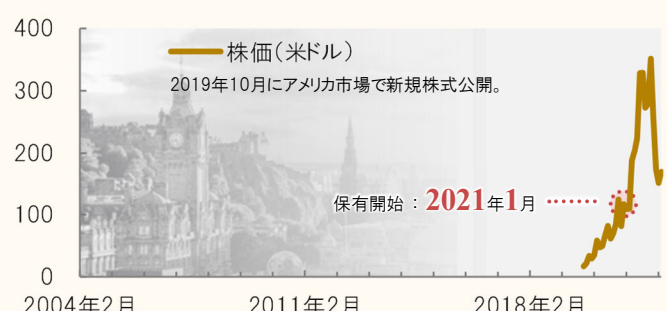 400
株価（米ドル）
2019年10月にアメリカ市場で新規株式公開。
300
200
保有開始：2021年1月
100
0
2004年2月 2011年2月 2018年2月